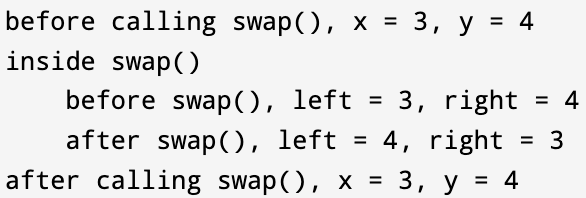 before calling swap(), x = 3, y = 4
inside swap()
    before swap(), left = 3, right = 4
    after swap(), left = 4, right = 3
after calling swap(), x = 3, y = 4